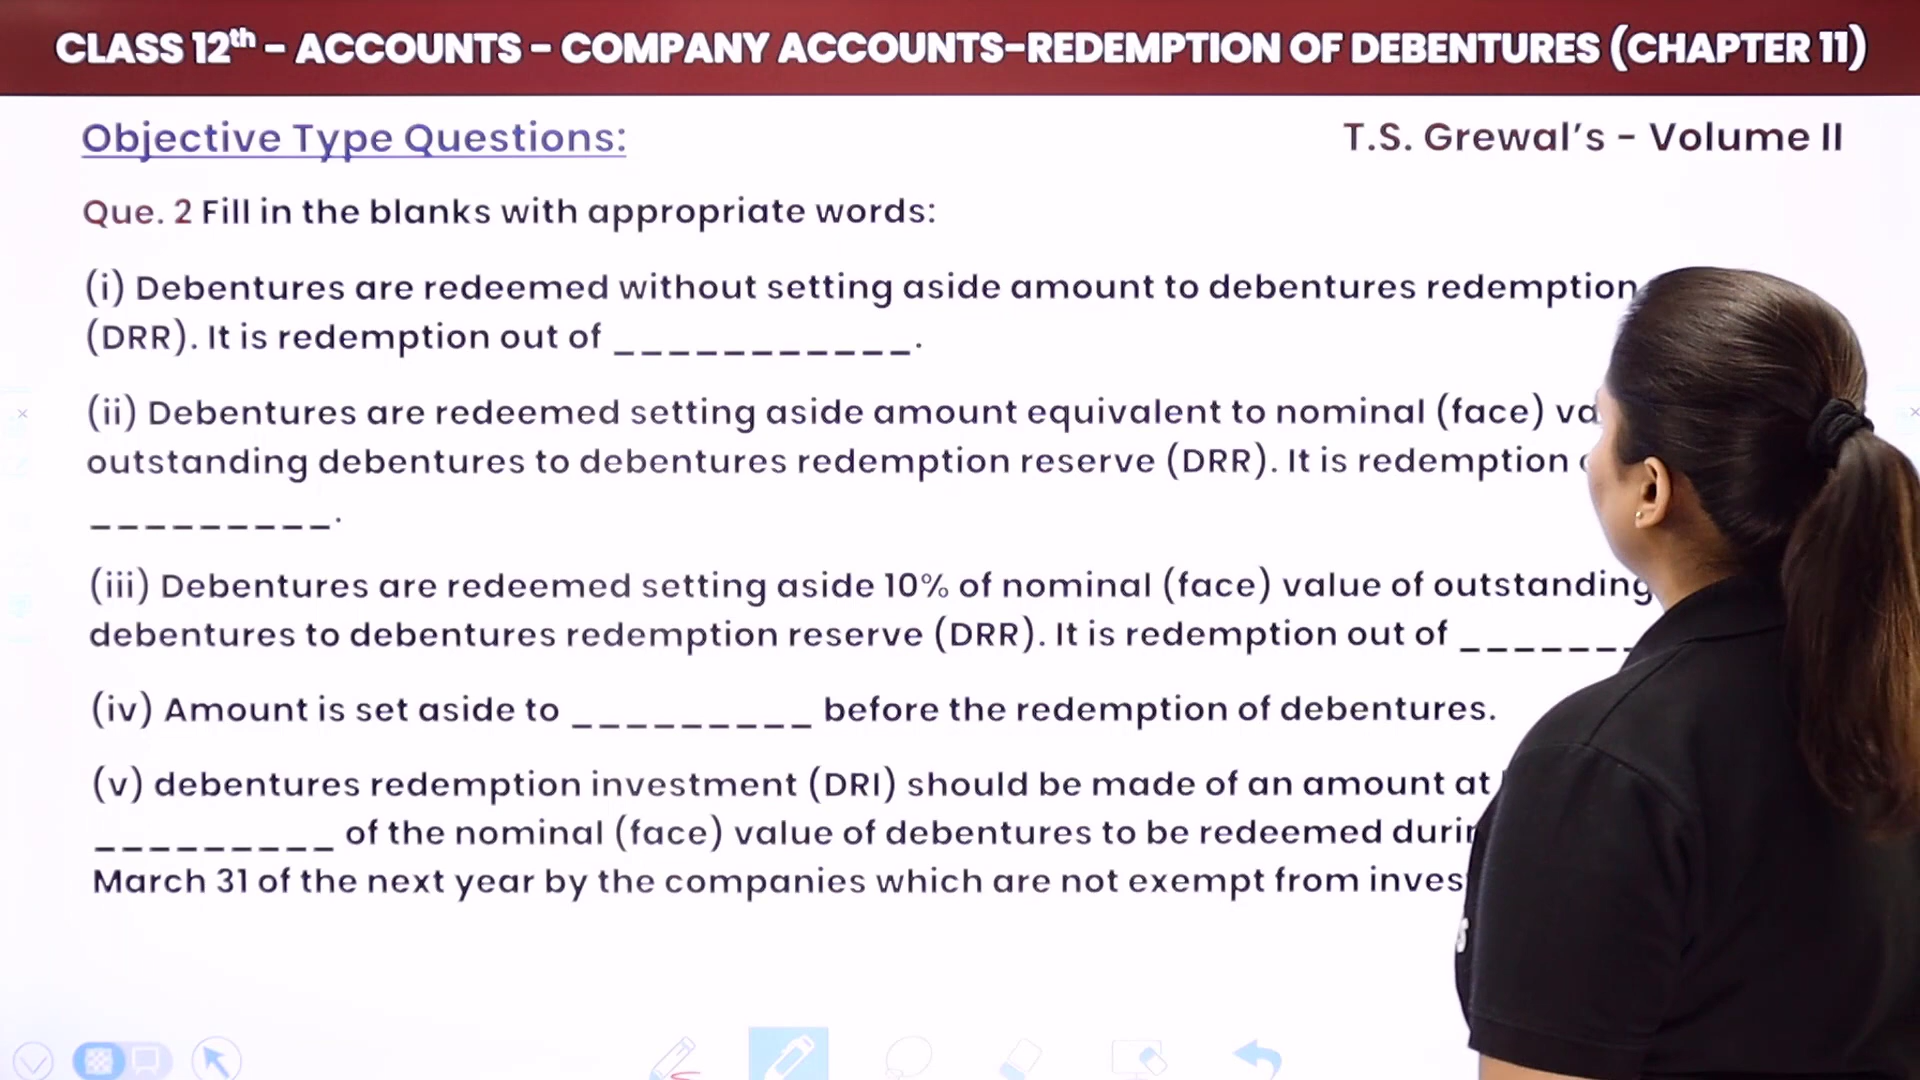 CLASS 12th - ACCOUNTS - COMPANY ACCOUNTS-REDEMPTION OF DEBENTURES (CHAPTER 11)
Objective Type Questions:
T.S. Grewal's - Volume II
Que. 2 Fill in the blanks with appropriate words:
(i) Debentures are redeemed without setting aside amount to debentures redemption
(DRR). It is redemption out of ___________.
(ii) Debentures are redeemed setting aside amount equivalent to nominal (face)
outstanding debentures to debentures redemption reserve (DRR). It is redemption
_________.
(iii) Debentures are redeemed setting aside 10% of nominal (face) value of outstanding
debentures to debentures redemption reserve (DRR). It is redemption out of _______
(iv) Amount is set aside to _________ before the redemption of debentures.
(v) debentures redemption investment (DRI) should be made of an amount at
_________ of the nominal (face) value of debentures to be redeemed
March 31 of the next year by the companies which are not exempt from